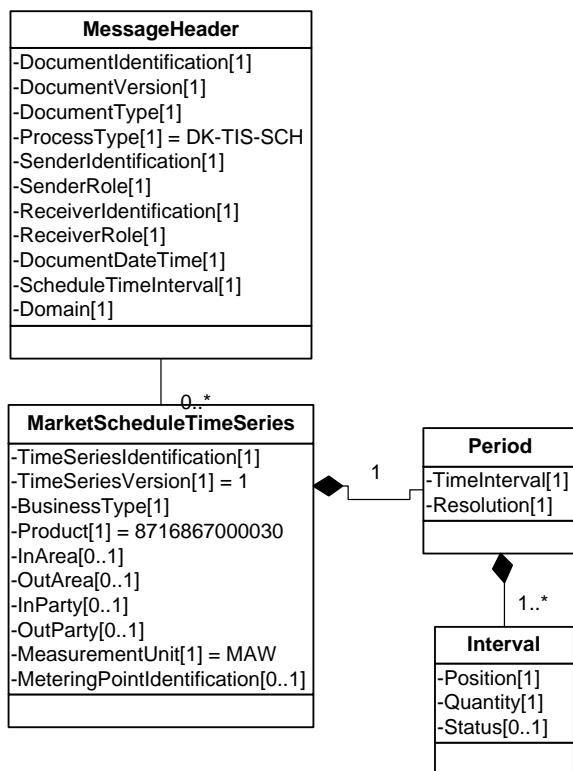 MessageHeader
-DocumentIdentification[1]
-DocumentVersion[1]
-DocumentType[1]
-ProcessType[1] = DK-TIS-SCH
-SenderIdentification[1]
-SenderRole[1]
-ReceiverIdentification[1]
-ReceiverRole[1]
-DocumentDateTime[1]
-ScheduleTimeInterval[1]
-Domain[1]
0..*
MarketScheduleTimeSeries
-TimeSeriesIdentification[1]
-TimeSeriesVersion[1] = 1
-BusinessType[1]
-Product[1] = 8716867000030
-InArea[0..1]
-OutArea[0..1]
-InParty[0..1]
-OutParty[0..1]
-MeasurementUnit[1] = MAW
-MeteringPointIdentification[0..1]
1
Period
-TimeInterval[1]
-Resolution[1]
1..*
Interval
-Position[1]
-Quantity[1]
-Status[0..1]